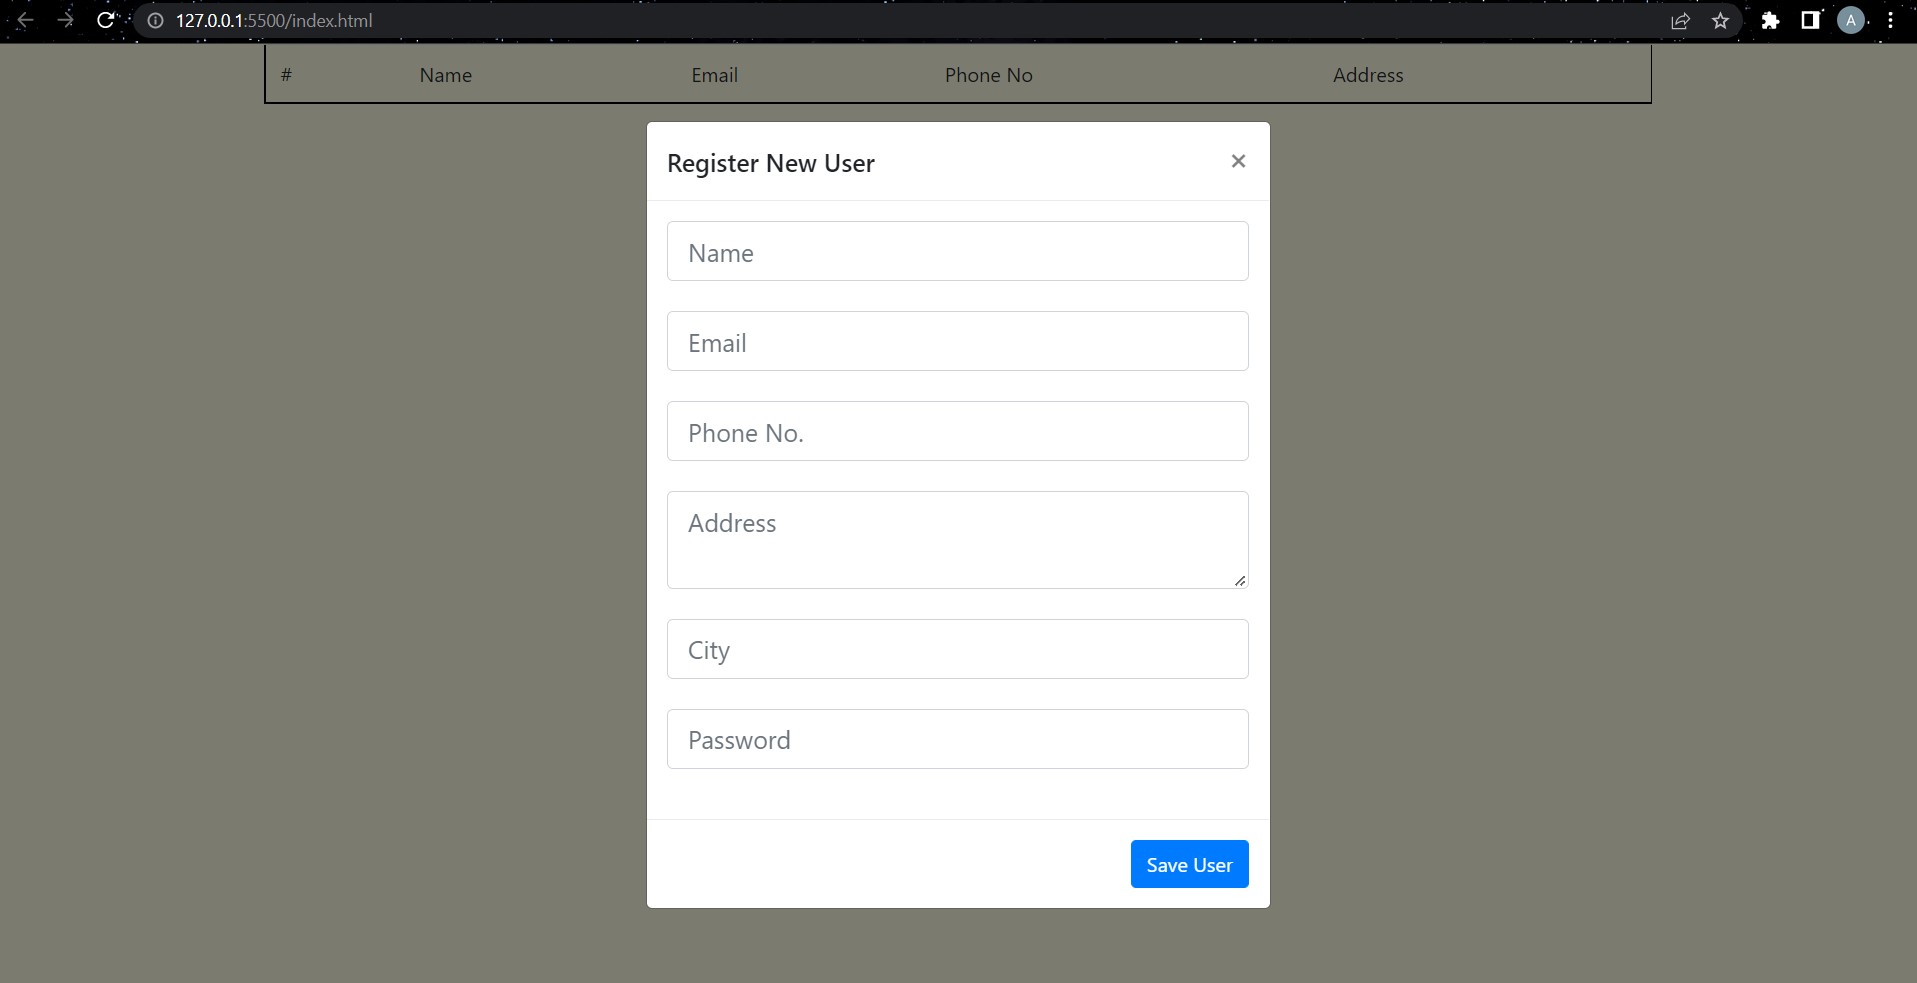 127.0.0.1:5500/index.html
A
# Name Email Phone No Address
Register New User ×
Name
Email
Phone No.
Address
City
Password
Save User